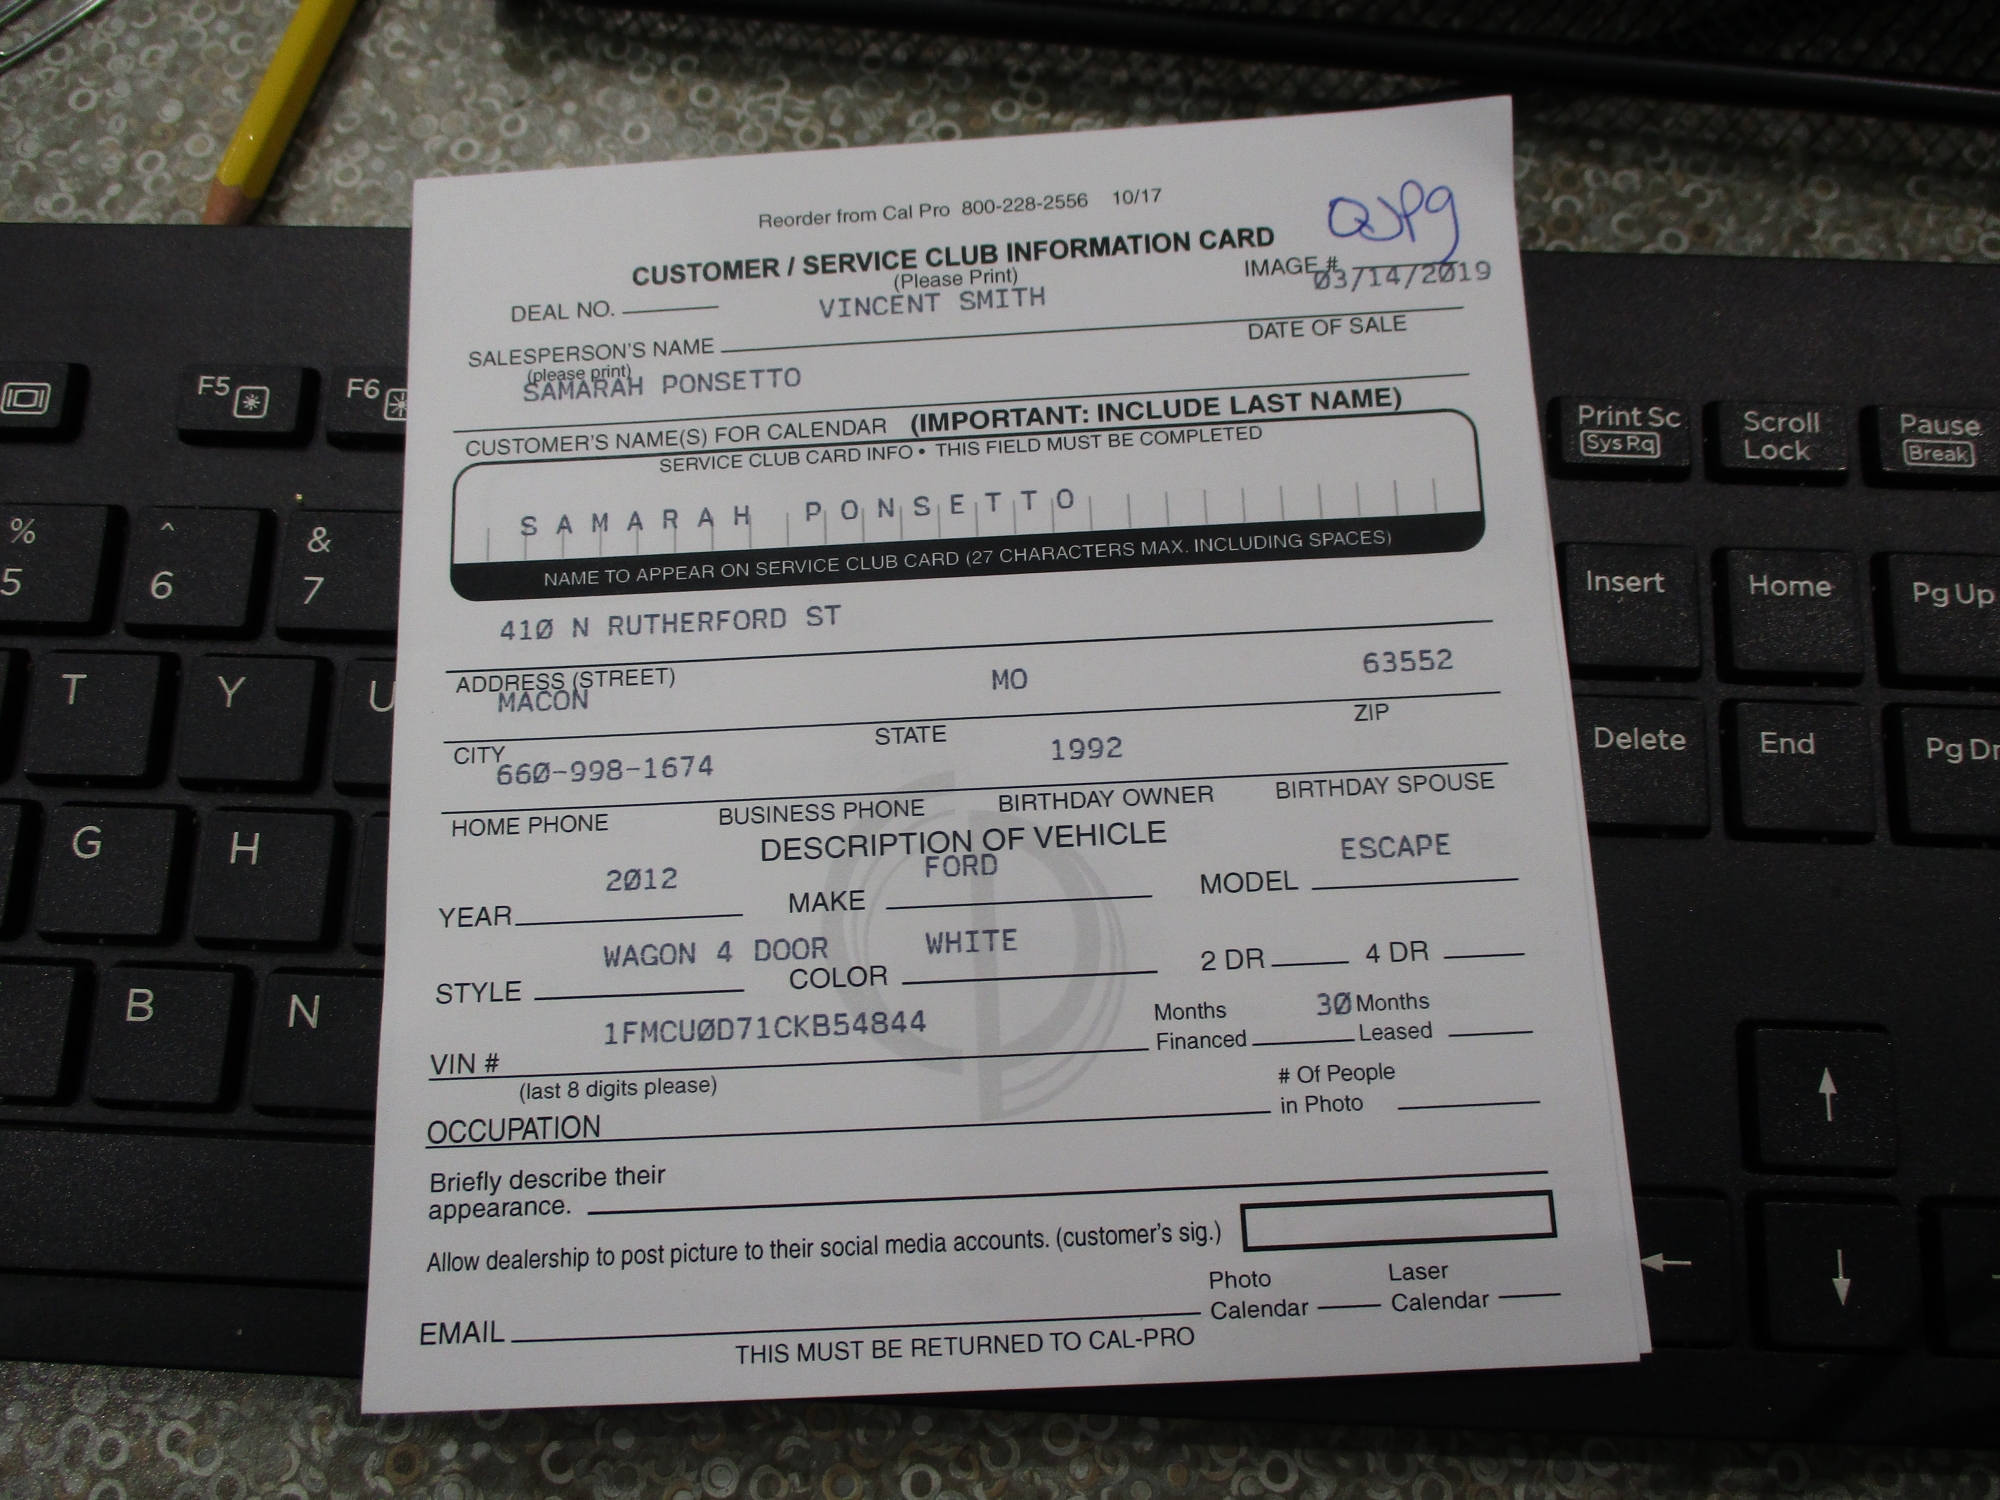 Reorder from Cal Pro 800-228-2556 10/17
CUSTOMER / SERVICE CLUB INFORMATION CARD
(Please Print)
IMAGE #
03/14/2019
DEAL NO.
VINCENT SMITH
SALESPERSON'S NAME
DATE OF SALE
(please print)
SAMARAH PONSETTO
CUSTOMER'S NAME(S) FOR CALENDAR (IMPORTANT: INCLUDE LAST NAME)
SERVICE CLUB CARD INFO • THIS FIELD MUST BE COMPLETED
SAMARAH PONSETTO
NAME TO APPEAR ON SERVICE CLUB CARD (27 CHARACTERS MAX. INCLUDING SPACES)
410 N RUTHERFORD ST
ADDRESS (STREET)
MACON MO 63552
CITY STATE ZIP
660-998-1674 1992
HOME PHONE BUSINESS PHONE BIRTHDAY OWNER BIRTHDAY SPOUSE
DESCRIPTION OF VEHICLE
2012 FORD ESCAPE
YEAR MAKE MODEL
WAGON 4 DOOR WHITE
STYLE COLOR 2 DR 4 DR
1FMCU0D71CKB54844
Months Financed 30 Months Leased
VIN #
(last 8 digits please)
# Of People in Photo
OCCUPATION
Briefly describe their
appearance.
Allow dealership to post picture to their social media accounts. (customer's sig.)
Photo Calendar Laser Calendar
EMAIL
THIS MUST BE RETURNED TO CAL-PRO
F5 F6
Print Sc
SysRq
Scroll Lock
Pause
Break
% 5 ^ 6 & 7
Insert Home Pg Up
T Y U
Delete End
G H
B N